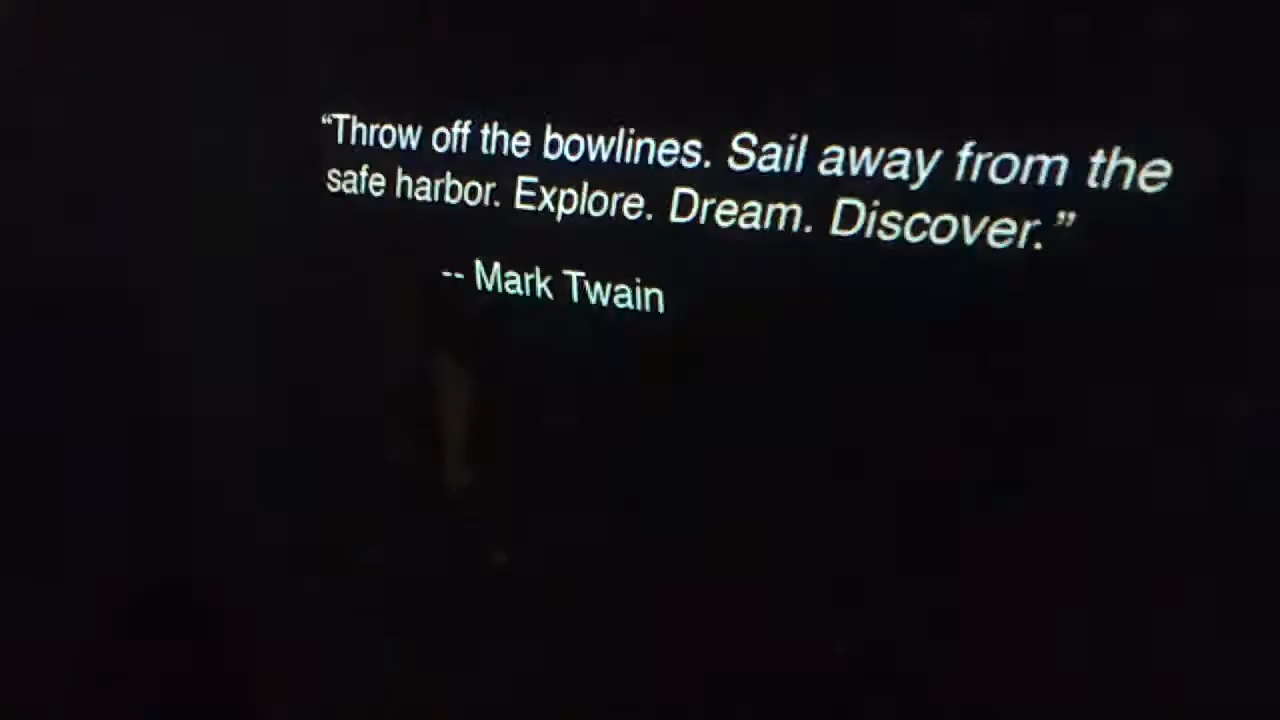 “Throw off the bowlines. Sail away from the
safe harbor. Explore. Dream. Discover.”
-- Mark Twain